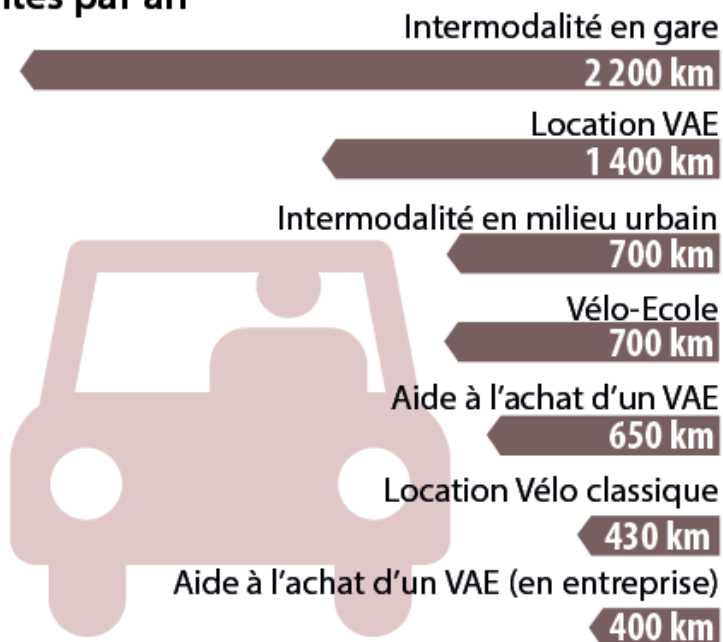 par an
Intermodalité en gare
2 200 km
Location VAE
1 400 km
Intermodalité en milieu urbain
700 km
Vélo-Ecole
700 km
Aide à l’achat d’un VAE
650 km
Location Vélo classique
430 km
Aide à l’achat d’un VAE (en entreprise)
400 km